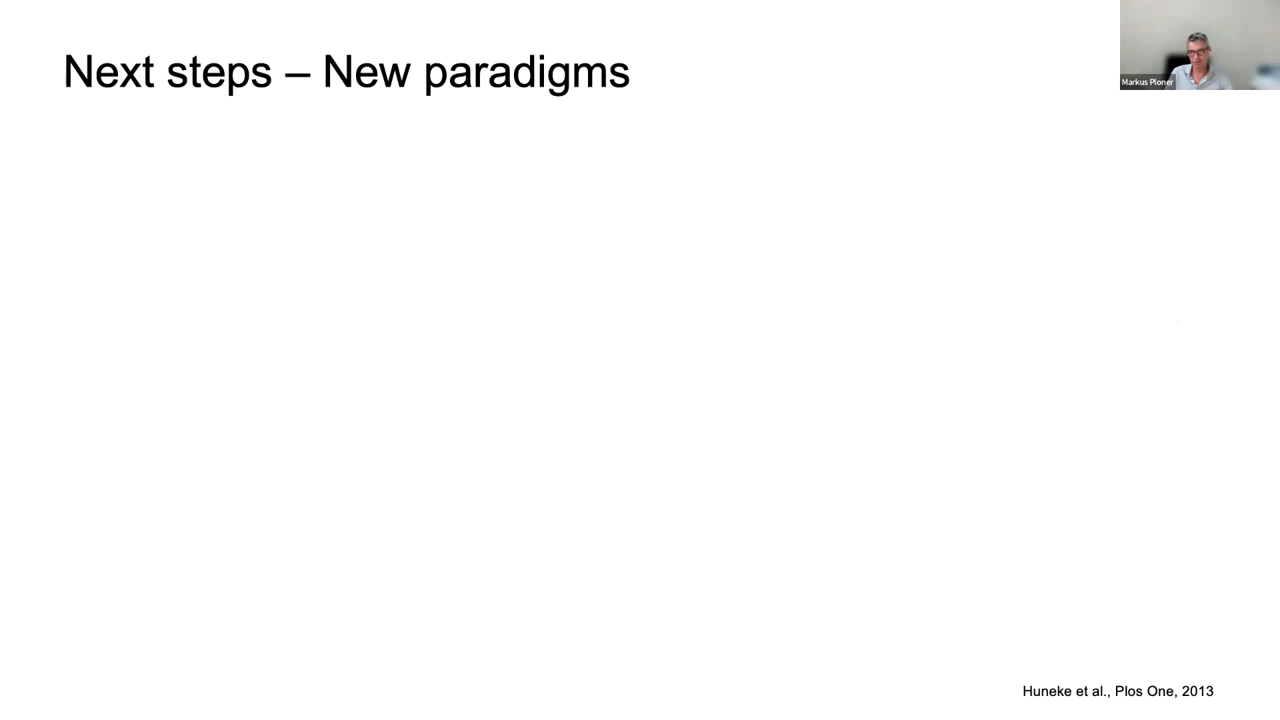 Next steps – New paradigms
Markus Ploner
Huneke et al., Plos One, 2013